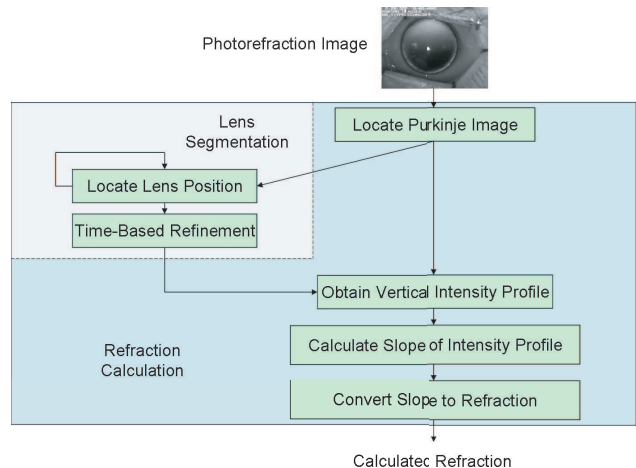 Photorefraction Image
Lens
Segmentation
Locate Purkinje Image
Locate Lens Position
Time-Based Refinement
Obtain Vertical Intensity Profile
Refraction
Calculation
Calculate Slope of Intensity Profile
Convert Slope to Refraction
Calculated Refraction